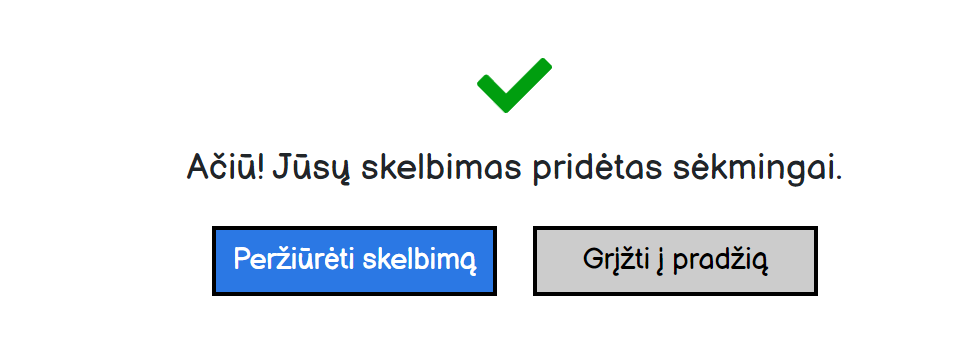 Ačiū! Jūsų skelbimas pridėtas sėkmingai.
Peržiūrėti skelbimą
Grįžti į pradžią